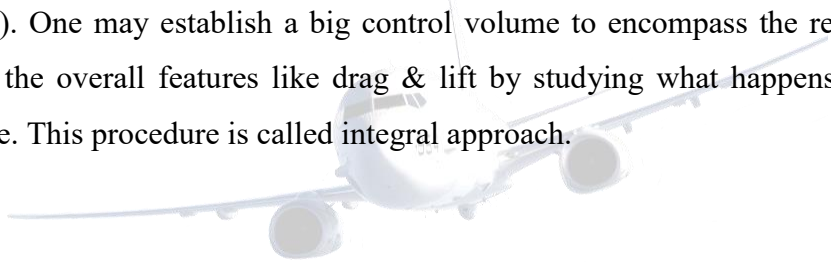 ). One may establish a big control volume to encompass the re
the overall features like drag & lift by studying what happens
e. This procedure is called integral approach.